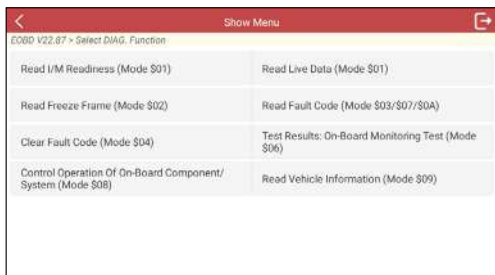 Show Menu
EOBD V22.87 > Select DIAG. Function
Read I/M Readiness (Mode $01)
Read Live Data (Mode $01)
Read Freeze Frame (Mode $02)
Read Fault Code (Mode $03/$07/$0A)
Clear Fault Code (Mode $04)
Test Results: On-Board Monitoring Test (Mode
$06)
Control Operation Of On-Board Component/
System (Mode $08)
Read Vehicle Information (Mode $09)